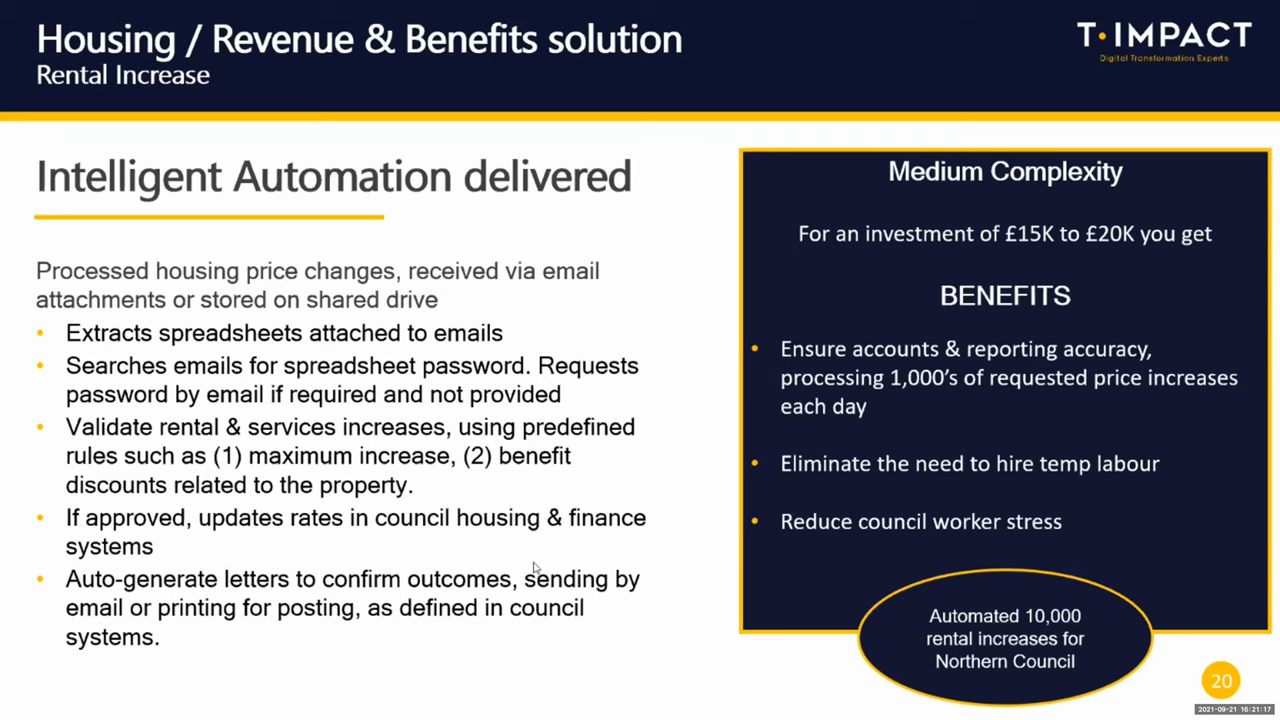 Housing / Revenue & Benefits solution
Rental Increase
T·IMPACT
Digital Transformation Experts
Intelligent Automation delivered
Processed housing price changes, received via email
attachments or stored on shared drive
• Extracts spreadsheets attached to emails
• Searches emails for spreadsheet password. Requests
password by email if required and not provided
• Validate rental & services increases, using predefined
rules such as (1) maximum increase, (2) benefit
discounts related to the property.
• If approved, updates rates in council housing & finance
systems
• Auto-generate letters to confirm outcomes, sending by
email or printing for posting, as defined in council
systems.
Medium Complexity
For an investment of £15K to £20K you get
BENEFITS
• Ensure accounts & reporting accuracy,
processing 1,000’s of requested price increases
each day
• Eliminate the need to hire temp labour
• Reduce council worker stress
Automated 10,000
rental increases for
Northern Council
20
2021-09-21 16:21:17